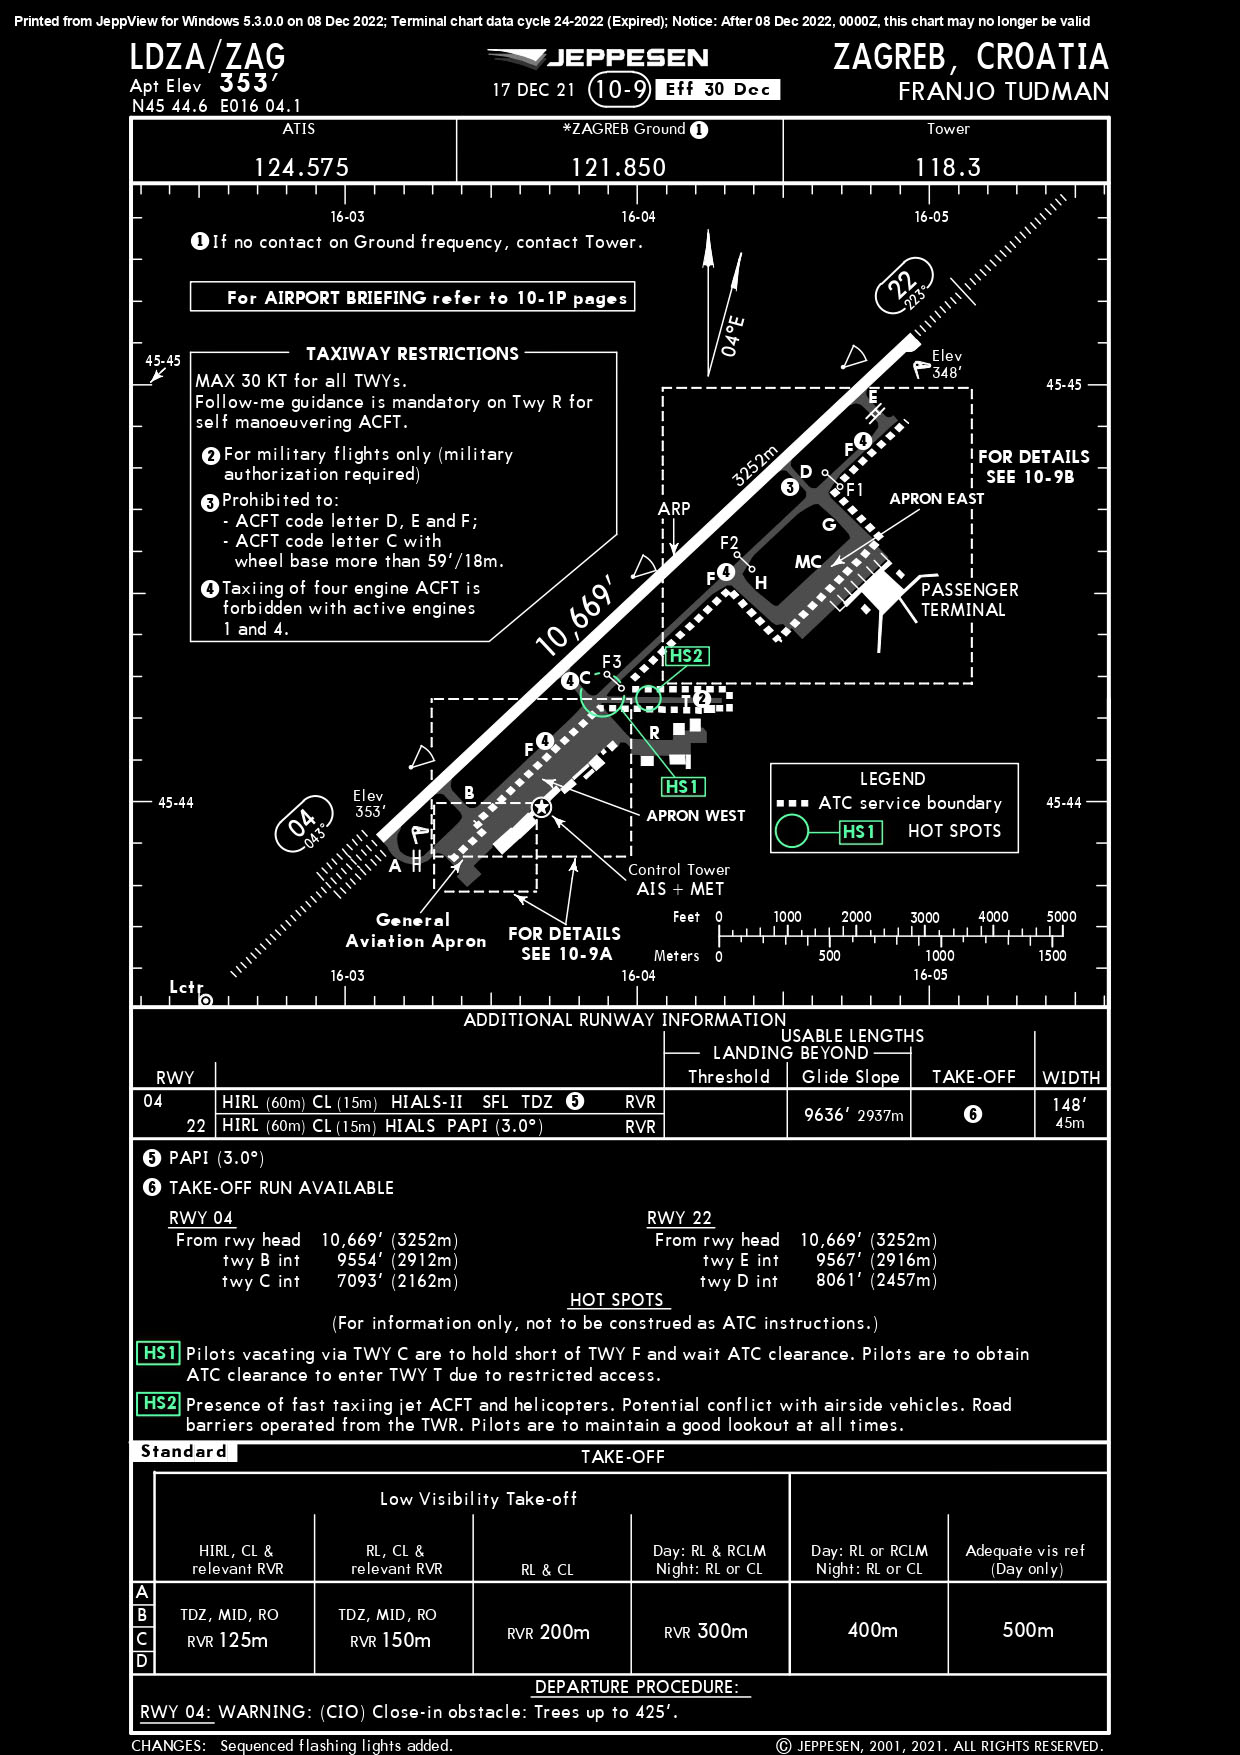 Printed from JeppView for Windows 5.3.0.0 on 08 Dec 2022; Terminal chart data cycle 24-2022 (Expired); Notice: After 08 Dec 2022, 0000Z, this chart may no longer be valid
LDZA/ZAG
Apt Elev 353'
N45 44.6 E016 04.1
JEPPESEN
17 DEC 21 10-9 Eff 30 Dec
ZAGREB, CROATIA
FRANJO TUDMAN
ATIS
124.575
*ZAGREB Ground 1
121.850
Tower
118.3
16-03 16-04 16-05
1 If no contact on Ground frequency, contact Tower.
For AIRPORT BRIEFING refer to 10-1P pages
04°E
22
223°
Elev
348'
45-45
45-45
TAXIWAY RESTRICTIONS
MAX 30 KT for all TWYs.
Follow-me guidance is mandatory on Twy R for
self manoeuvering ACFT.
2 For military flights only (military
authorization required)
3 Prohibited to:
- ACFT code letter D, E and F;
- ACFT code letter C with
wheel base more than 59'/18m.
4 Taxiing of four engine ACFT is
forbidden with active engines
1 and 4.
E
F 4
3252m
3 D
F1
G
FOR DETAILS
SEE 10-9B
APRON EAST
ARP
F2
F 4
H
MC
PASSENGER
TERMINAL
10,669'
HS2
F3
4 C
T 2
R
F 4
HS1
B
APRON WEST
LEGEND
ATC service boundary
HS1 HOT SPOTS
45-44
45-44
Elev
353'
04
043°
A
H
Control Tower
AIS + MET
General
Aviation Apron
FOR DETAILS
SEE 10-9A
Feet 0 1000 2000 3000 4000 5000
Meters 0 500 1000 1500
16-03 16-04 16-05
Lctr
ADDITIONAL RUNWAY INFORMATION
USABLE LENGTHS
LANDING BEYOND
RWY Threshold Glide Slope TAKE-OFF WIDTH
04 HIRL (60m) CL (15m) HIALS-II SFL TDZ 5 RVR
22 HIRL (60m) CL (15m) HIALS PAPI (3.0°) RVR
9636' 2937m
6
148'
45m
5 PAPI (3.0°)
6 TAKE-OFF RUN AVAILABLE
RWY 04
From rwy head 10,669' (3252m)
twy B int 9554' (2912m)
twy C int 7093' (2162m)
RWY 22
From rwy head 10,669' (3252m)
twy E int 9567' (2916m)
twy D int 8061' (2457m)
HOT SPOTS
(For information only, not to be construed as ATC instructions.)
HS1 Pilots vacating via TWY C are to hold short of TWY F and wait ATC clearance. Pilots are to obtain
ATC clearance to enter TWY T due to restricted access.
HS2 Presence of fast taxiing jet ACFT and helicopters. Potential conflict with airside vehicles. Road
barriers operated from the TWR. Pilots are to maintain a good lookout at all times.
Standard
TAKE-OFF
Low Visibility Take-off
HIRL, CL &
relevant RVR
RL, CL &
relevant RVR
RL & CL
Day: RL & RCLM
Night: RL or CL
Day: RL or RCLM
Night: RL or CL
Adequate vis ref
(Day only)
A
B
C
D
TDZ, MID, RO
RVR 125m
TDZ, MID, RO
RVR 150m
RVR 200m
RVR 300m
400m
500m
DEPARTURE PROCEDURE:
RWY 04: WARNING: (CIO) Close-in obstacle: Trees up to 425'.
CHANGES: Sequenced flashing lights added.
© JEPPESEN, 2001, 2021. ALL RIGHTS RESERVED.